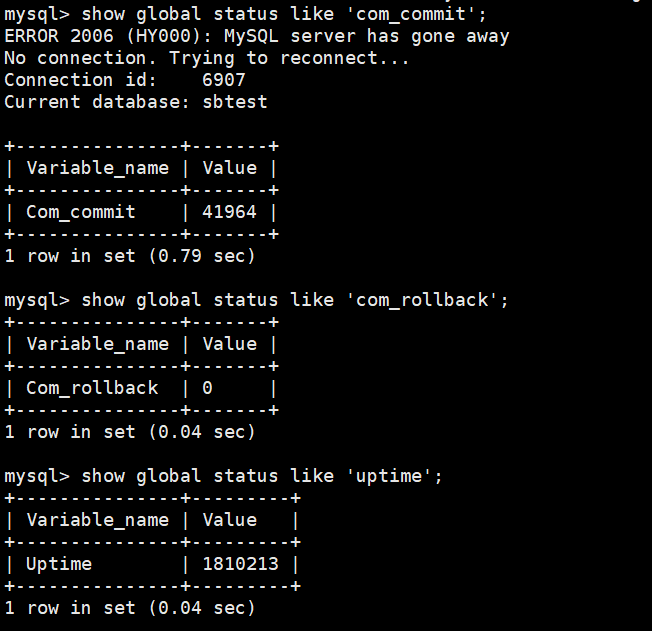 mysql> show global status like 'com_commit';
ERROR 2006 (HY000): MySQL server has gone away
No connection. Trying to reconnect...
Connection id:    6907
Current database: sbtest

+---------------+-------+
| Variable_name | Value |
+---------------+-------+
| Com_commit    | 41964 |
+---------------+-------+
1 row in set (0.79 sec)

mysql> show global status like 'com_rollback';
+---------------+-------+
| Variable_name | Value |
+---------------+-------+
| Com_rollback  | 0     |
+---------------+-------+
1 row in set (0.04 sec)

mysql> show global status like 'uptime';
+---------------+---------+
| Variable_name | Value   |
+---------------+---------+
| Uptime        | 1810213 |
+---------------+---------+
1 row in set (0.04 sec)